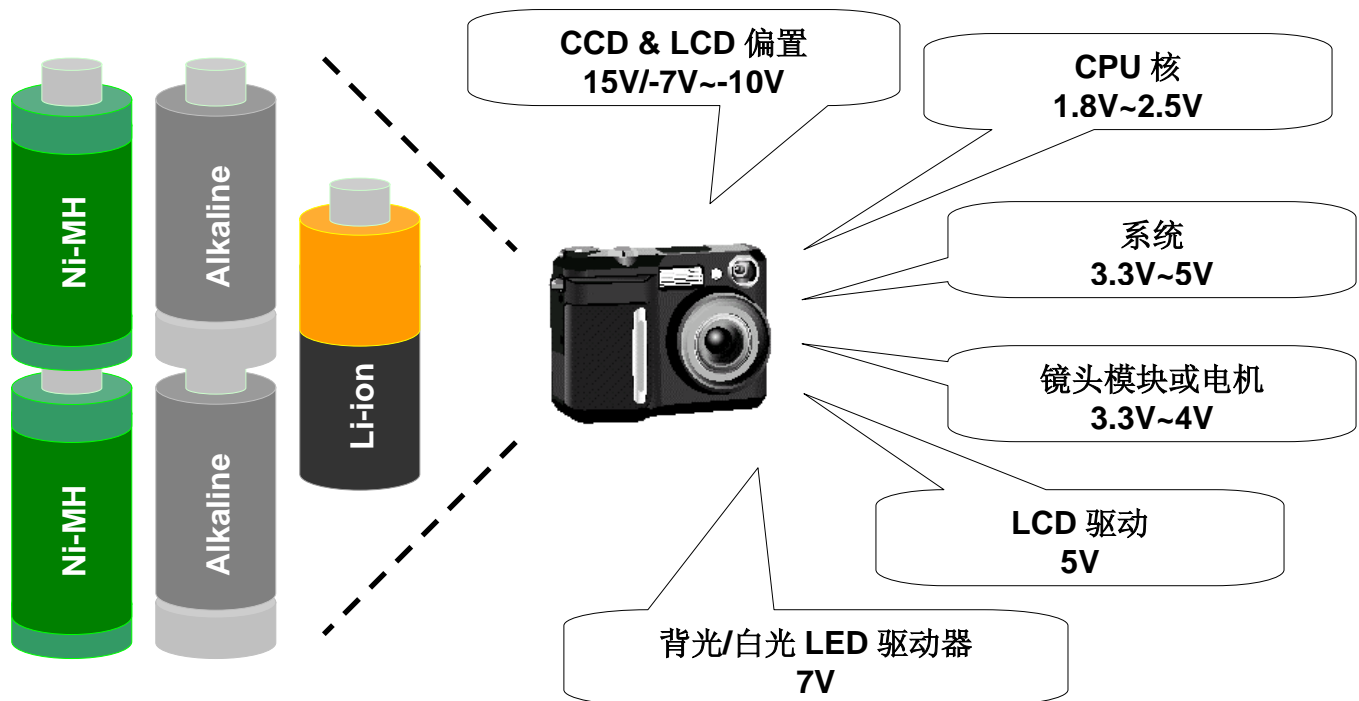 Ni-MH
Ni-MH
Alkaline
Alkaline
Li-ion
CCD & LCD 偏置
15V/-7V~-10V
CPU 核
1.8V~2.5V
系统
3.3V~5V
镜头模块或电机
3.3V~4V
LCD 驱动
5V
背光/白光 LED 驱动器
7V